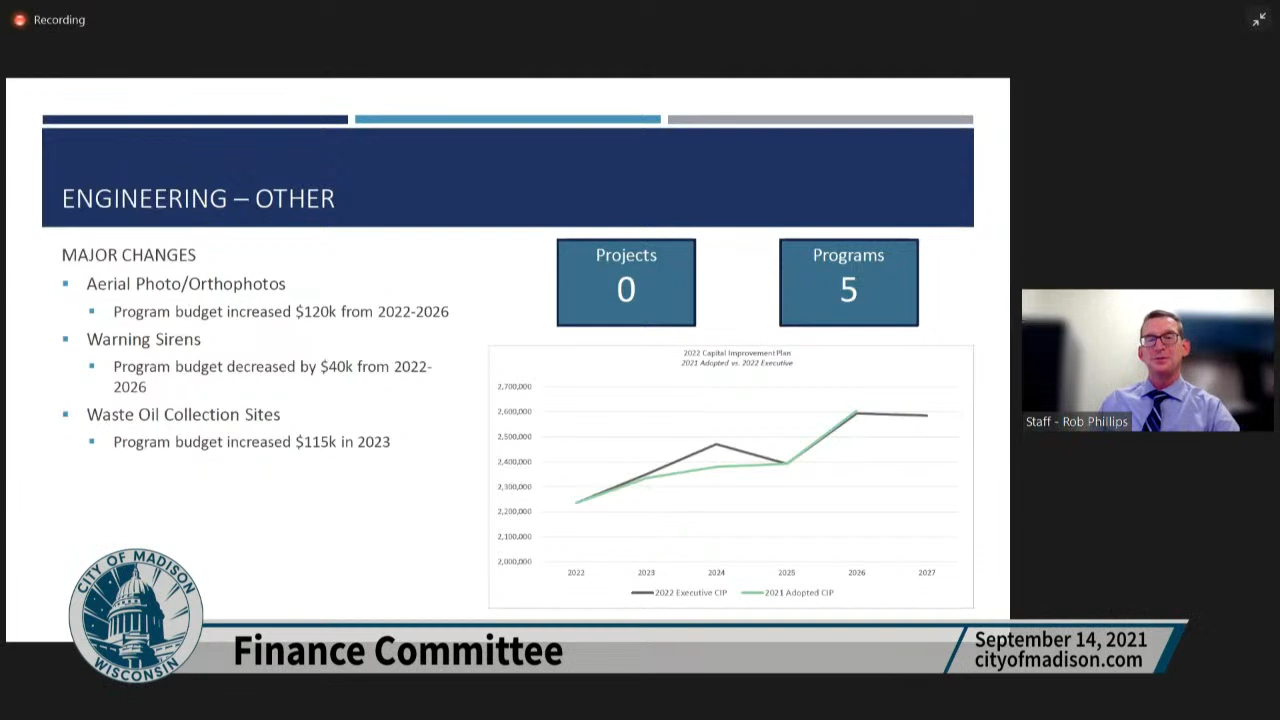 Recording
ENGINEERING – OTHER
MAJOR CHANGES
Aerial Photo/Orthophotos
Program budget increased $120k from 2022-2026
Warning Sirens
Program budget decreased by $40k from 2022-
2026
Waste Oil Collection Sites
Program budget increased $115k in 2023
Projects
0
Programs
5
2022 Capital Improvement Plan
2021 Adopted vs. 2022 Executive
2,700,000
2,600,000
2,500,000
2,400,000
2,300,000
2,200,000
2,100,000
2,000,000
2022 2023 2024 2025 2026 2027
2022 Executive CIP 2021 Adopted CIP
Staff - Rob Phillips
CITY OF MADISON
WISCONSIN
Finance Committee
September 14, 2021
cityofmadison.com